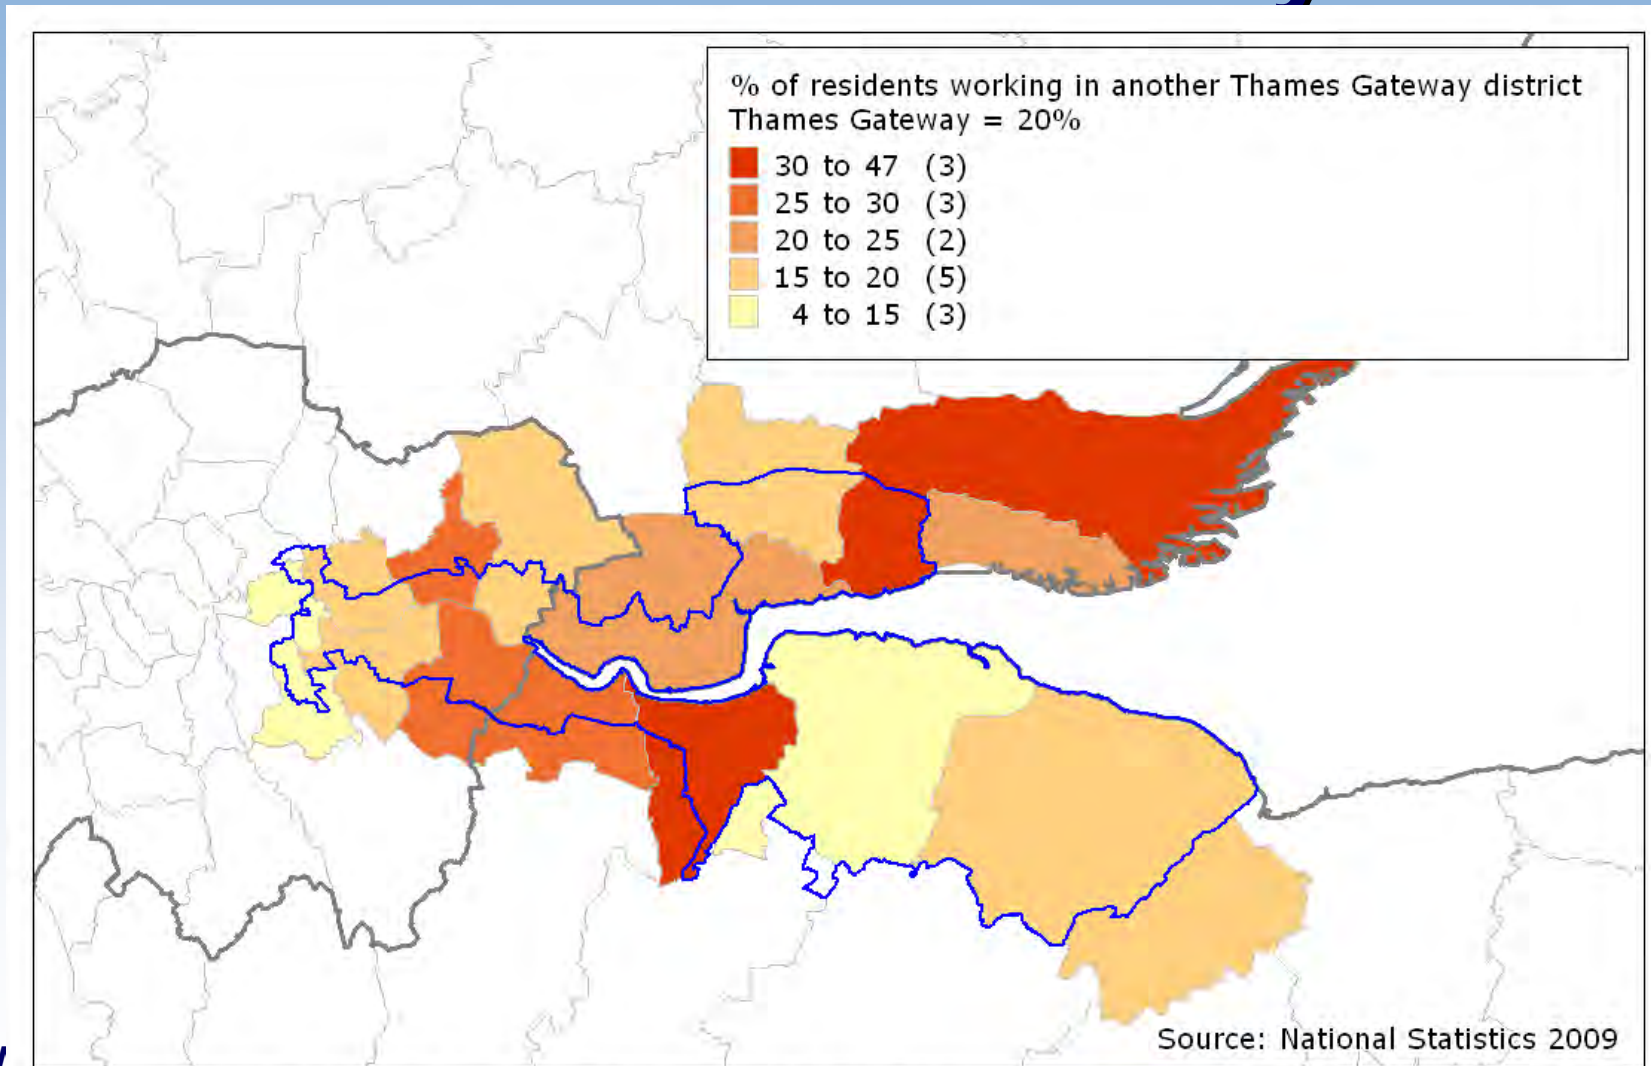 % of residents working in another Thames Gateway district
Thames Gateway = 20%
30 to 47 (3)
25 to 30 (3)
20 to 25 (2)
15 to 20 (5)
4 to 15 (3)
Source: National Statistics 2009